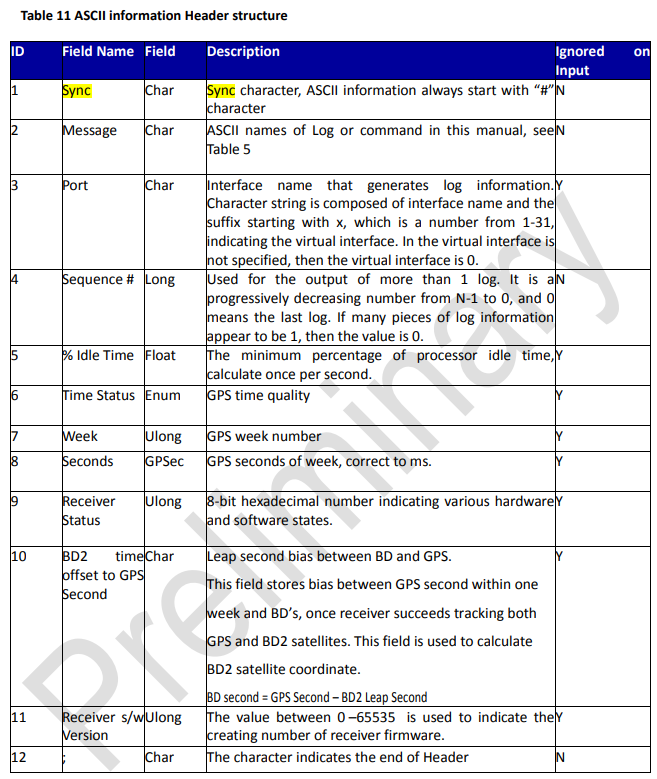 Table 11 ASCII information Header structure
ID Field Name Field Description Ignored on
Input
1 Sync Char Sync character, ASCII information always start with “#” N
character
2 Message Char ASCII names of Log or command in this manual, see N
Table 5
3 Port Char Interface name that generates log information. Y
Character string is composed of interface name and the
suffix starting with x, which is a number from 1-31,
indicating the virtual interface. In the virtual interface is
not specified, then the virtual interface is 0.
4 Sequence # Long Used for the output of more than 1 log. It is a N
progressively decreasing number from N-1 to 0, and 0
means the last log. If many pieces of log information
appear to be 1, then the value is 0.
5 % Idle Time Float The minimum percentage of processor idle time, Y
calculate once per second.
6 Time Status Enum GPS time quality Y
7 Week Ulong GPS week number Y
8 Seconds GPSec GPS seconds of week, correct to ms. Y
9 Receiver Ulong 8-bit hexadecimal number indicating various hardware Y
Status and software states.
10 BD2 time Char Leap second bias between BD and GPS. Y
offset to GPS This field stores bias between GPS second within one
Second week and BD’s, once receiver succeeds tracking both
GPS and BD2 satellites. This field is used to calculate
BD2 satellite coordinate.
BD second = GPS Second – BD2 Leap Second
11 Receiver s/w Ulong The value between 0 –65535 is used to indicate the Y
Version creating number of receiver firmware.
12 ; Char The character indicates the end of Header N
Preliminary